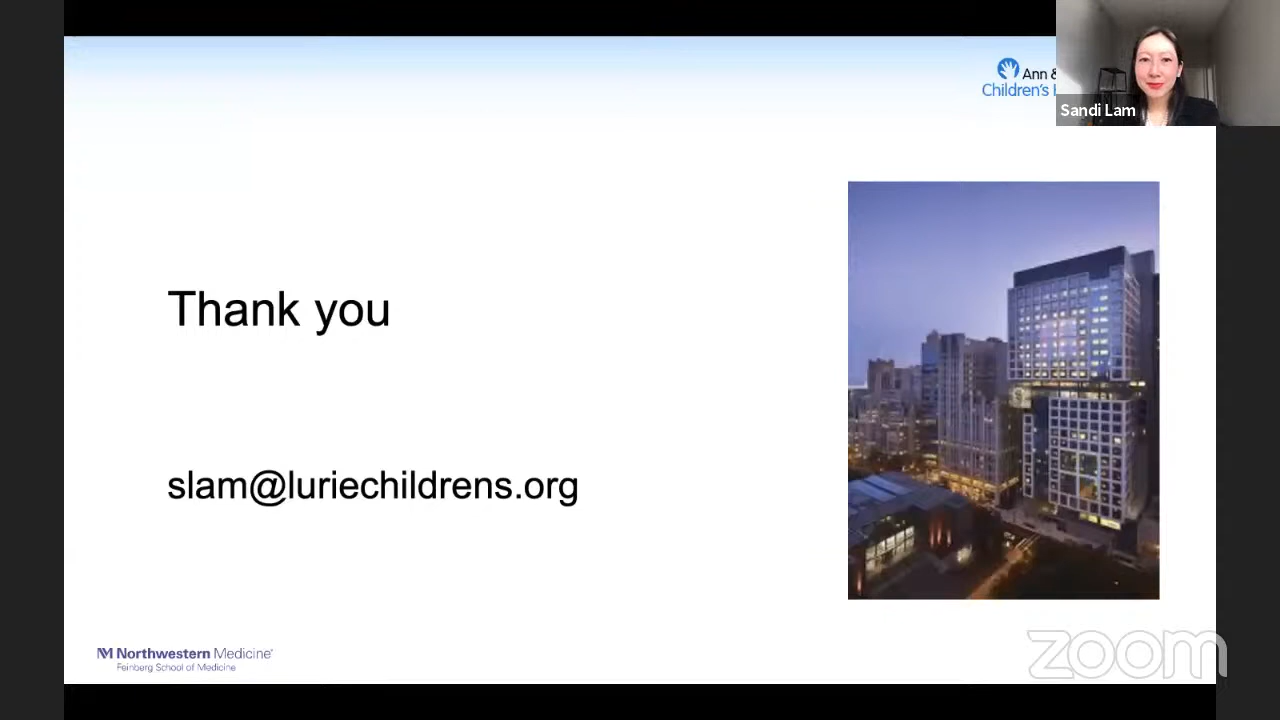 Ann &
Children's
Sandi Lam
Thank you
slam@luriechildrens.org
Northwestern Medicine®
Feinberg School of Medicine
zoom